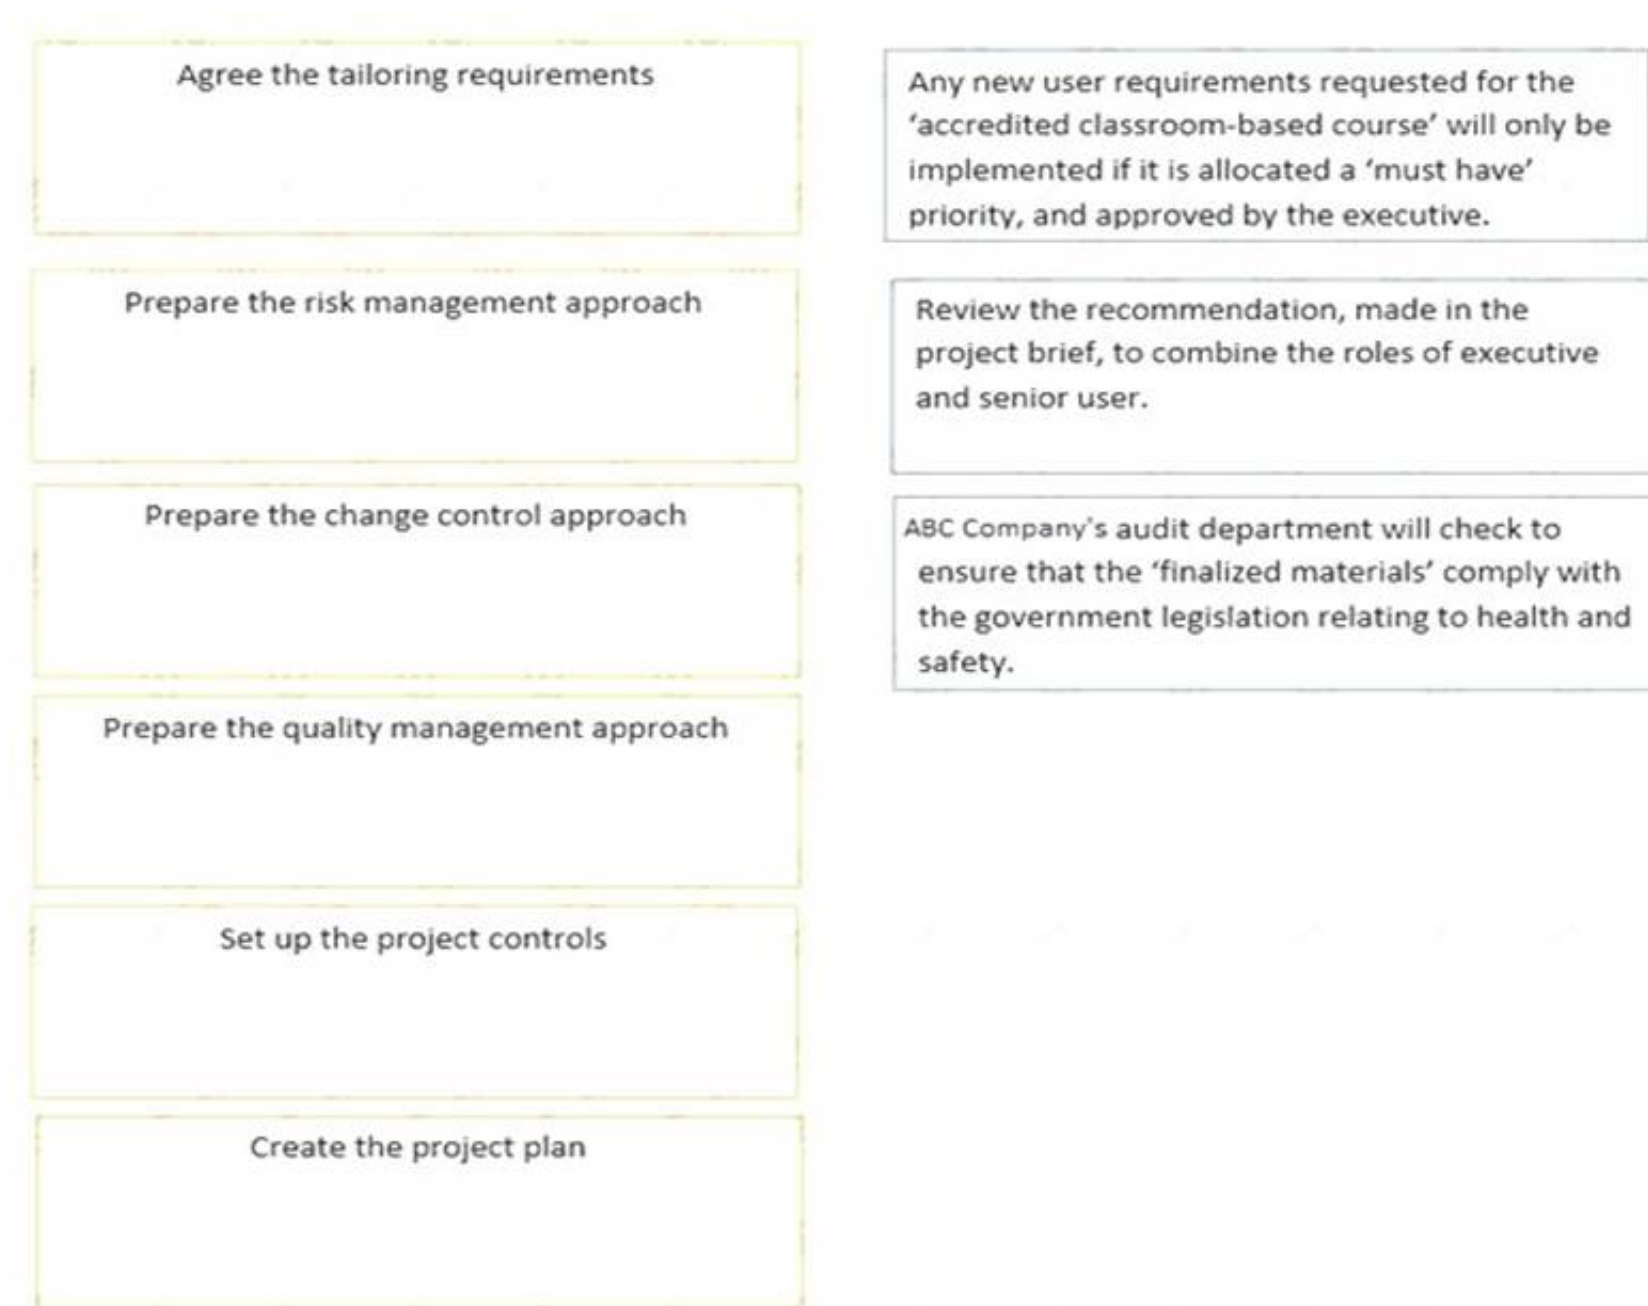 Agree the tailoring requirements
Prepare the risk management approach
Prepare the change control approach
Prepare the quality management approach
Set up the project controls
Create the project plan
Any new user requirements requested for the
‘accredited classroom-based course’ will only be
implemented if it is allocated a ‘must have’
priority, and approved by the executive.
Review the recommendation, made in the
project brief, to combine the roles of executive
and senior user.
ABC Company's audit department will check to
ensure that the ‘finalized materials’ comply with
the government legislation relating to health and
safety.